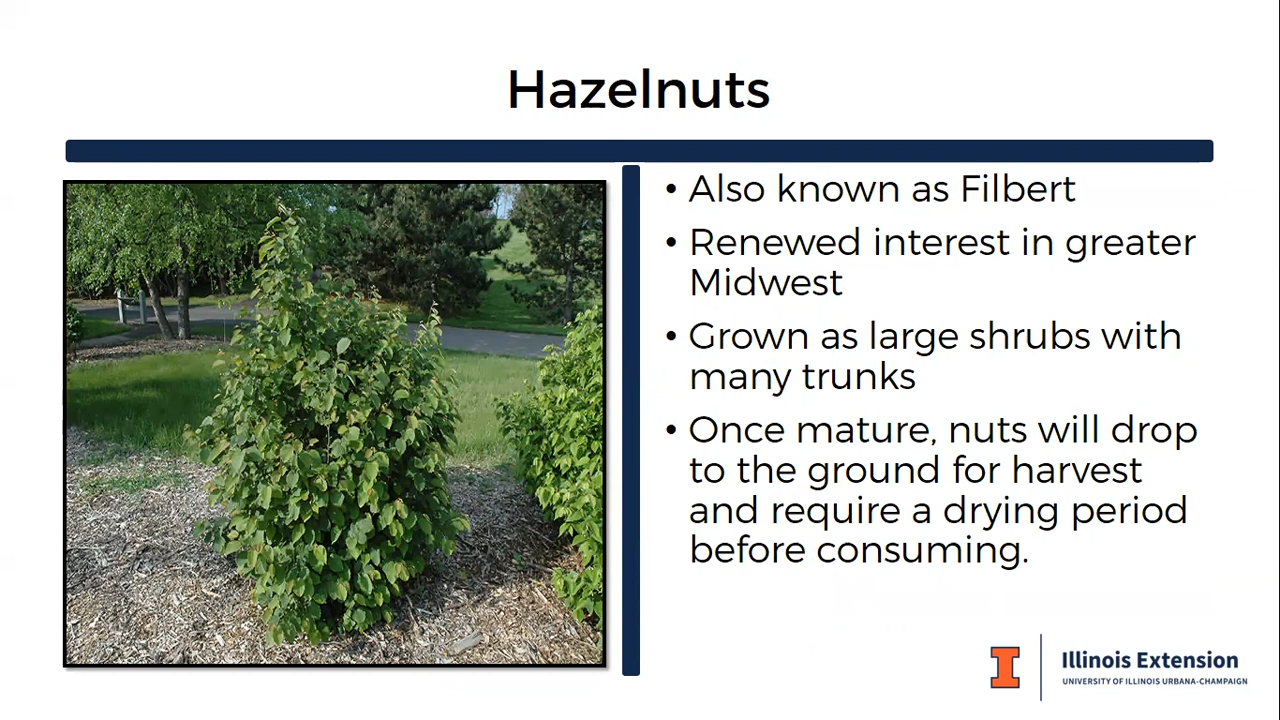 Hazelnuts
• Also known as Filbert
• Renewed interest in greater
Midwest
• Grown as large shrubs with
many trunks
• Once mature, nuts will drop
to the ground for harvest
and require a drying period
before consuming.
Illinois Extension
UNIVERSITY OF ILLINOIS URBANA-CHAMPAIGN